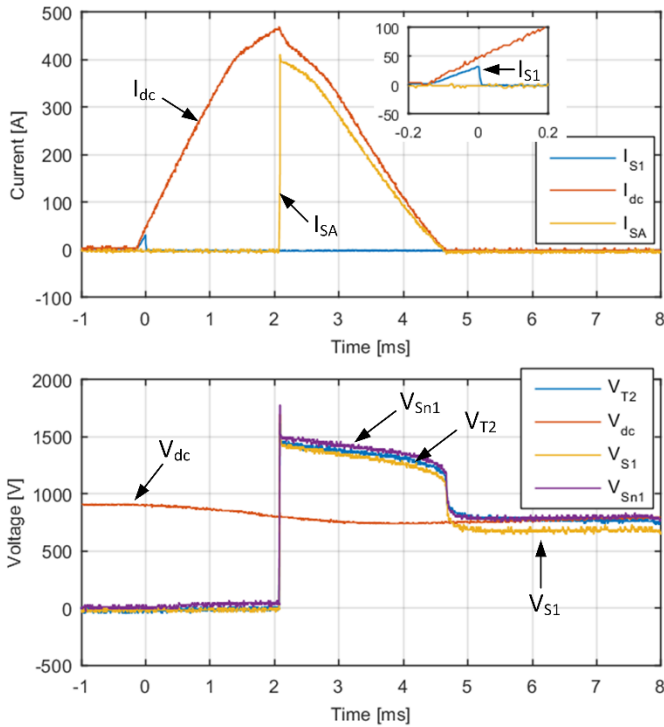 500
400
300
200
100
0
-100
Current [A]
I_dc
I_SA
100
50
0
-50
-0.2 0 0.2
I_S1
I_S1
I_dc
I_SA
-1 0 1 2 3 4 5 6 7 8
Time [ms]
2000
1500
1000
500
0
-500
Voltage [V]
V_dc
V_Sn1
V_T2
V_S1
V_T2
V_dc
V_S1
V_Sn1
-1 0 1 2 3 4 5 6 7 8
Time [ms]